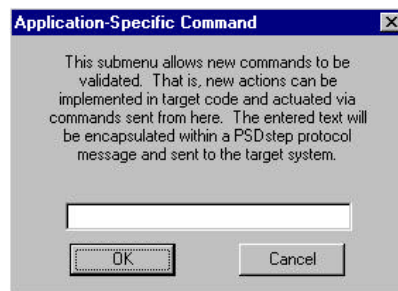 Application-Specific Command
This submenu allows new commands to be
validated. That is, new actions can be
implemented in target code and actuated via
commands sent from here. The entered text will
be encapsulated within a PSDstep protocol
message and sent to the target system.
OK Cancel